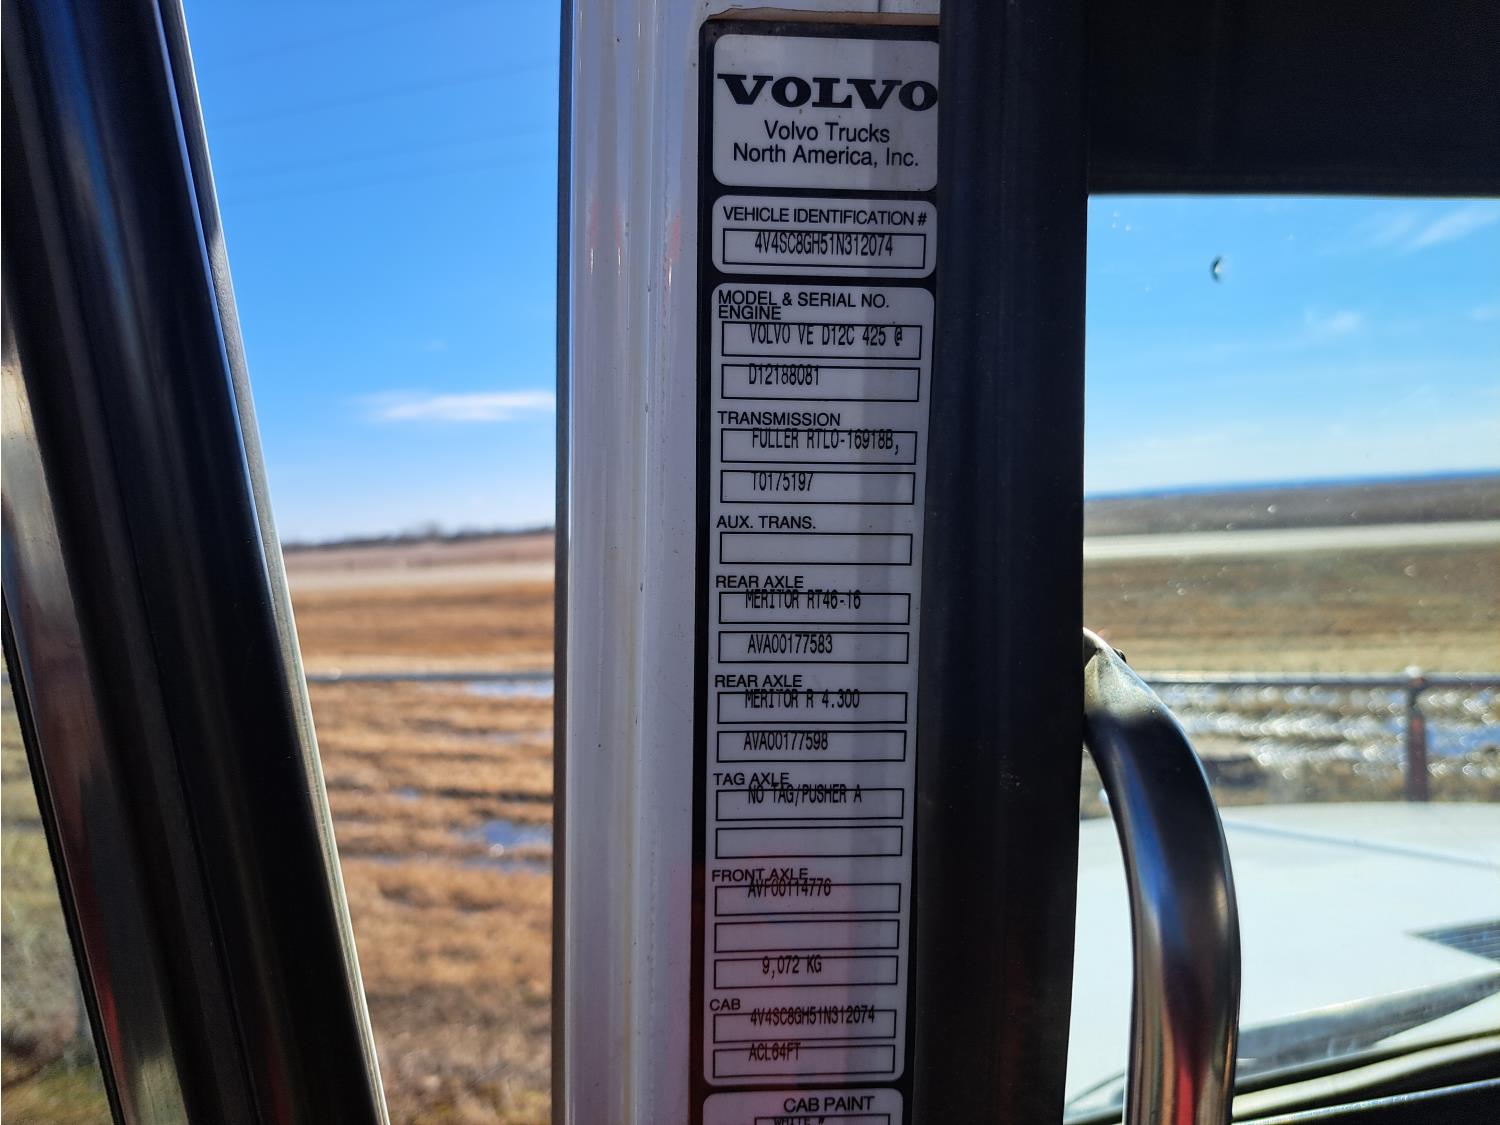 VOLVO
Volvo Trucks
North America, Inc.
VEHICLE IDENTIFICATION #
4V4SC8GH51N312074
MODEL & SERIAL NO.
ENGINE
VOLVO VE D12C 425 @
D12188081
TRANSMISSION
FULLER RTLO-16918B,
T0175197
AUX. TRANS.
REAR AXLE
MERITOR RT46-16
AVA00177583
REAR AXLE
MERITOR R 4.300
AVA00177598
TAG AXLE
NO TAG/PUSHER A
FRONT AXLE
AVF00114776
9,072 KG
CAB
4V4SC8GH51N312074
ACL64FT
CAB PAINT